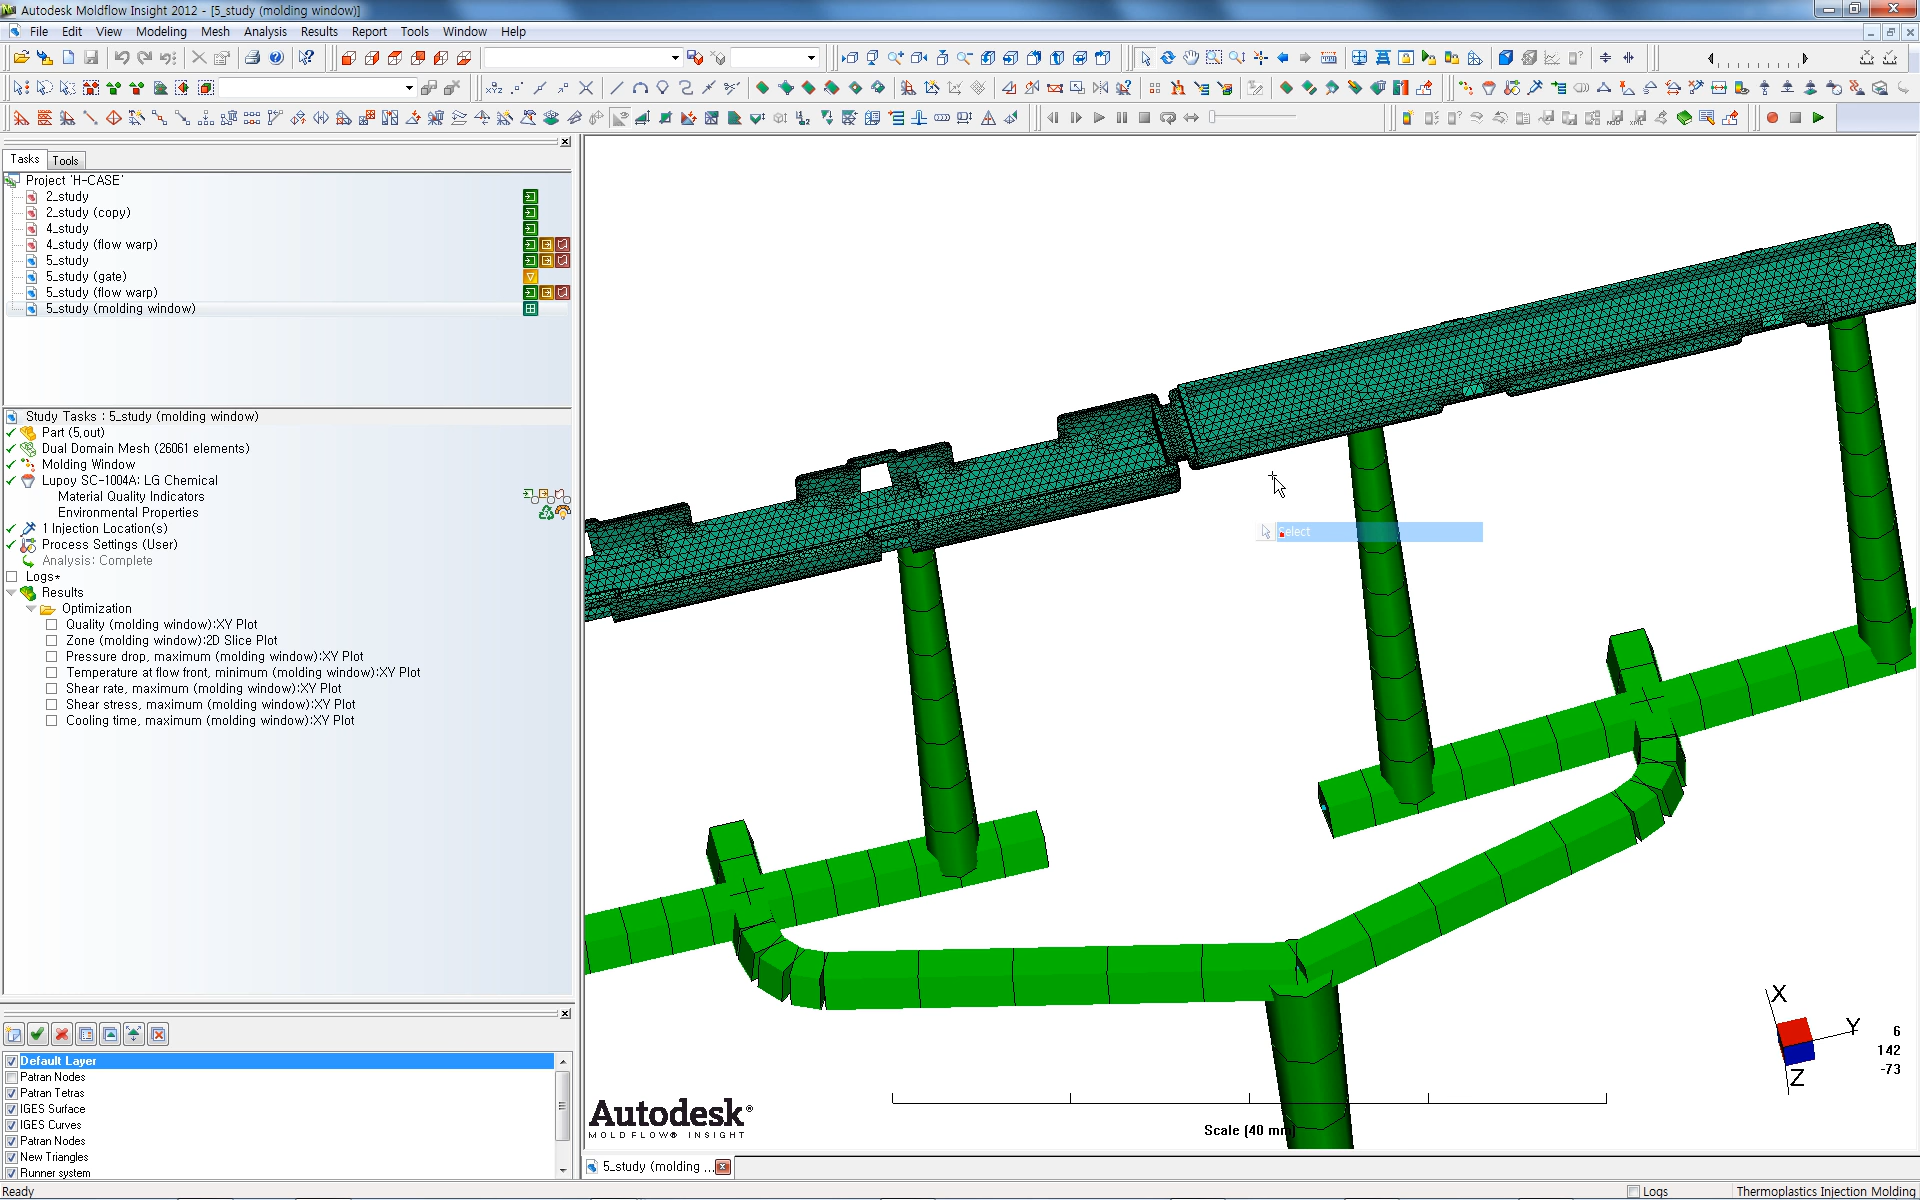 Autodesk Moldflow Insight 2012 - [5_study (molding window)]
File Edit View Modeling Mesh Analysis Results Report Tools Window Help
Tasks Tools
Project 'H-CASE'
2_study
2_study (copy)
4_study
4_study (flow warp)
5_study
5_study (gate)
5_study (flow warp)
5_study (molding window)
Study Tasks : 5_study (molding window)
Part (5.out)
Dual Domain Mesh (26061 elements)
Molding Window
Lupoy SC-1004A: LG Chemical
Material Quality Indicators
Environmental Properties
1 Injection Location(s)
Process Settings (User)
Analysis: Complete
Logs*
Results
Optimization
Quality (molding window):XY Plot
Zone (molding window):2D Slice Plot
Pressure drop, maximum (molding window):XY Plot
Temperature at flow front, minimum (molding window):XY Plot
Shear rate, maximum (molding window):XY Plot
Shear stress, maximum (molding window):XY Plot
Cooling time, maximum (molding window):XY Plot
Default Layer
Patran Nodes
Patran Tetras
IGES Surface
IGES Curves
Patran Nodes
New Triangles
Runner system
Select
X
Y
Z
6
142
-73
Autodesk®
MOLDFLOW® INSIGHT
Scale (40 mm)
5_study (molding ...
Ready
Logs
Thermoplastics Injection Molding